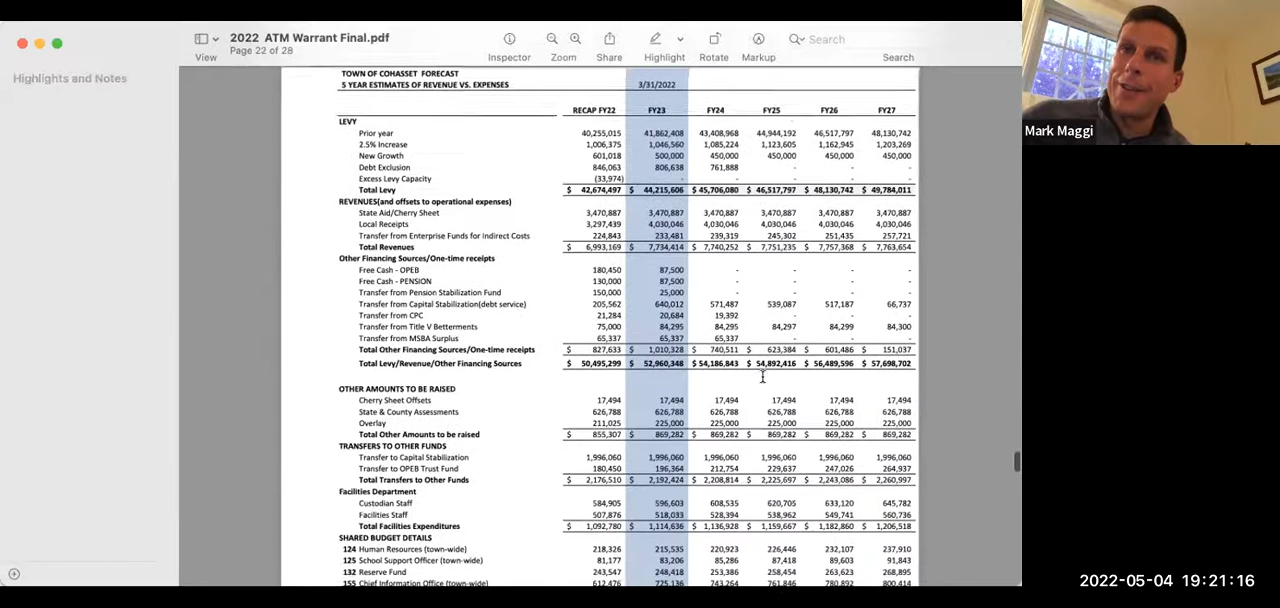 2022 ATM Warrant Final.pdf
Page 22 of 28
View
Inspector
Zoom
Share
Highlight
Rotate
Markup
Search
Search
Highlights and Notes
TOWN OF COHASSET FORECAST
5 YEAR ESTIMATES OF REVENUE VS. EXPENSES 3/31/2022
RECAP FY22 FY23 FY24 FY25 FY26 FY27
LEVY
Prior year 40,255,015 41,862,408 43,408,968 44,944,192 46,517,797 48,130,742
2.5% Increase 1,006,375 1,046,560 1,085,224 1,123,605 1,162,945 1,203,269
New Growth 601,018 500,000 450,000 450,000 450,000 450,000
Debt Exclusion 846,063 806,638 761,888 - - -
Excess Levy Capacity (33,974) - - - - -
Total Levy $ 42,674,497 $ 44,215,606 $ 45,706,080 $ 46,517,797 $ 48,130,742 $ 49,784,011
REVENUES(and offsets to operational expenses)
State Aid/Cherry Sheet 3,470,887 3,470,887 3,470,887 3,470,887 3,470,887 3,470,887
Local Receipts 3,297,439 4,030,046 4,030,046 4,030,046 4,030,046 4,030,046
Transfer from Enterprise Funds for Indirect Costs 224,843 233,481 239,319 245,302 251,435 257,721
Total Revenues $ 6,993,169 $ 7,734,414 $ 7,740,252 $ 7,751,235 $ 7,757,368 $ 7,763,654
Other Financing Sources/One-time receipts
Free Cash - OPEB 180,450 87,500 - - - -
Free Cash - PENSION 130,000 87,500 - - - -
Transfer from Pension Stabilization Fund 150,000 25,000 - - - -
Transfer from Capital Stabilization(debt service) 205,562 640,012 571,487 539,087 517,187 66,737
Transfer from CPC 21,284 20,684 19,392 - - -
Transfer from Title V Betterments 75,000 84,295 84,295 84,297 84,299 84,300
Transfer from MSBA Surplus 65,337 65,337 65,337 - - -
Total Other Financing Sources/One-time receipts $ 827,633 $ 1,010,328 $ 740,511 $ 623,384 $ 601,486 $ 151,037
Total Levy/Revenue/Other Financing Sources $ 50,495,299 $ 52,960,348 $ 54,186,843 $ 54,892,416 $ 56,489,596 $ 57,698,702
OTHER AMOUNTS TO BE RAISED
Cherry Sheet Offsets 17,494 17,494 17,494 17,494 17,494 17,494
State & County Assessments 626,788 626,788 626,788 626,788 626,788 626,788
Overlay 211,025 225,000 225,000 225,000 225,000 225,000
Total Other Amounts to be raised $ 855,307 $ 869,282 $ 869,282 $ 869,282 $ 869,282 $ 869,282
TRANSFERS TO OTHER FUNDS
Transfer to Capital Stabilization 1,996,060 1,996,060 1,996,060 1,996,060 1,996,060 1,996,060
Transfer to OPEB Trust Fund 180,450 196,364 212,754 229,637 247,026 264,937
Total Transfers to Other Funds $ 2,176,510 $ 2,192,424 $ 2,208,814 $ 2,225,697 $ 2,243,086 $ 2,260,997
Facilities Department
Custodian Staff 584,905 596,603 608,535 620,705 633,120 645,782
Facilities Staff 507,876 518,033 528,394 538,962 549,741 560,736
Total Facilities Expenditures $ 1,092,780 $ 1,114,636 $ 1,136,928 $ 1,159,667 $ 1,182,860 $ 1,206,518
SHARED BUDGET DETAILS
124 Human Resources (town-wide) 218,326 215,535 220,923 226,446 232,107 237,910
125 School Support Officer (town-wide) 81,177 83,206 85,286 87,418 89,603 91,843
132 Reserve Fund 243,547 248,418 253,386 258,454 263,623 268,895
155 Chief Information Office (town-wide) 612,476 725,136 743,264 761,846 780,892 800,414
Mark Maggi
2022-05-04 19:21:16